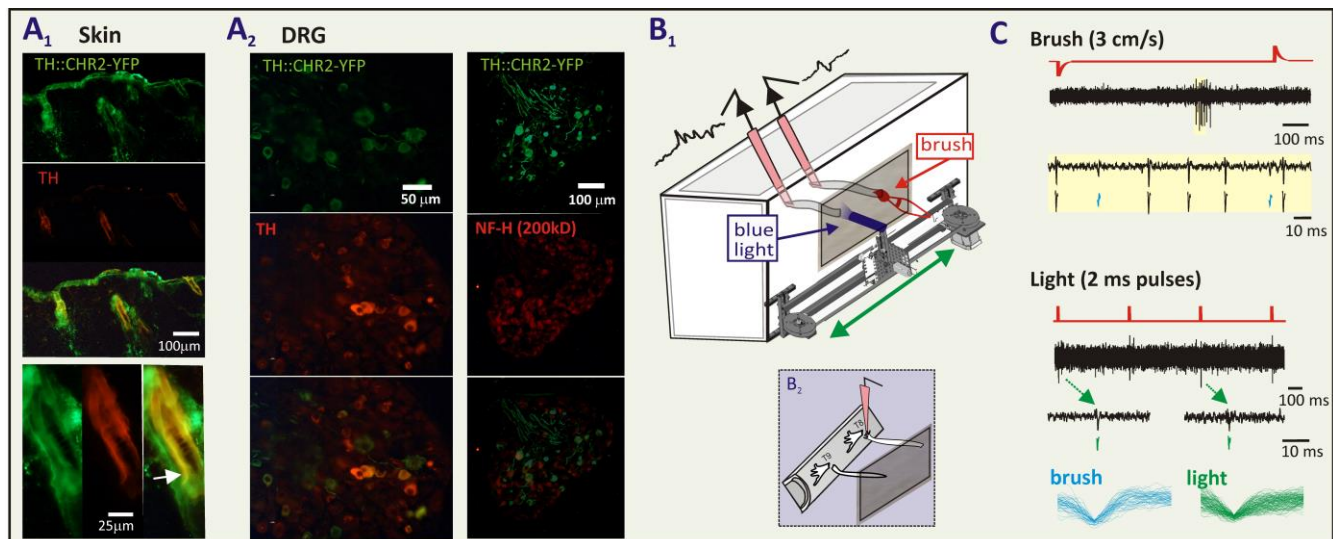 A1 Skin
TH::CHR2-YFP
TH
100μm
25μm
A2 DRG
TH::CHR2-YFP
50 μm
TH
TH::CHR2-YFP
100 μm
NF-H (200kD)
B1
brush
blue
light
B2
T8
T9
C
Brush (3 cm/s)
100 ms
10 ms
Light (2 ms pulses)
100 ms
10 ms
brush
light